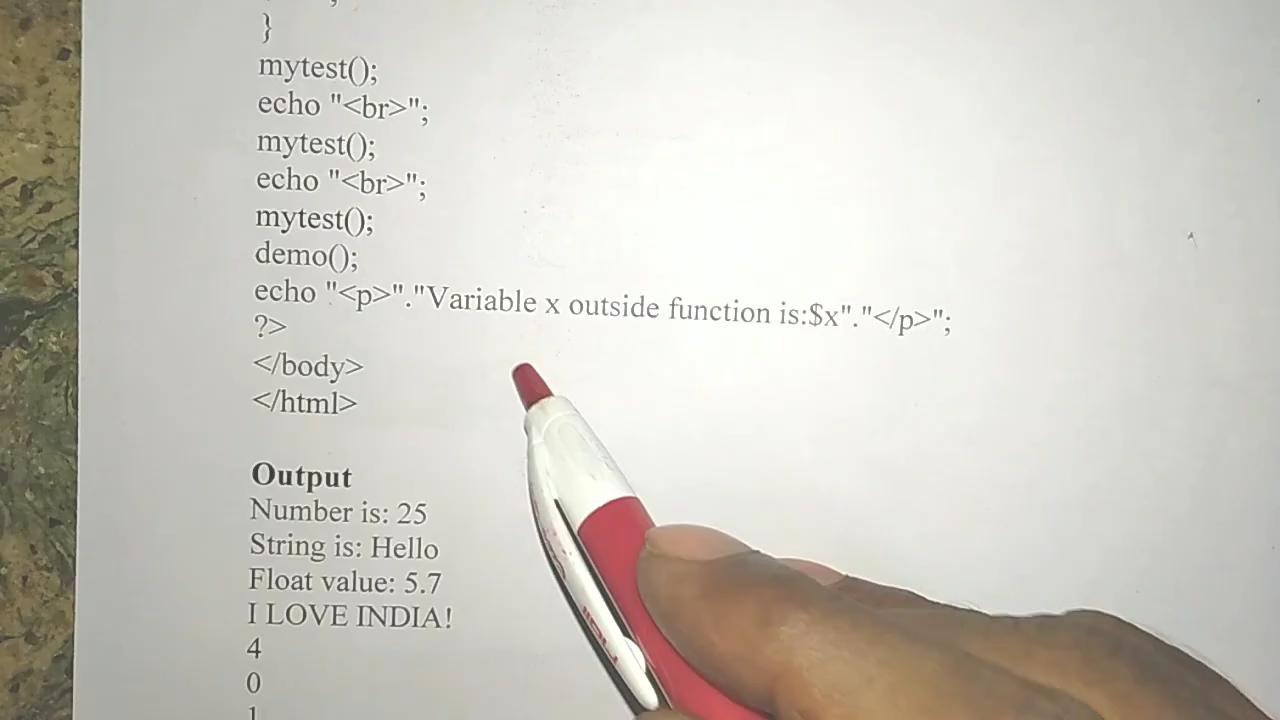 }
mytest();
echo "<br>";
mytest();
echo "<br>";
mytest();
demo();
echo "<p>"."Variable x outside function is:$x"."</p>";
?>
</body>
</html>
Output
Number is: 25
String is: Hello
Float value: 5.7
I LOVE INDIA!
4
0
1